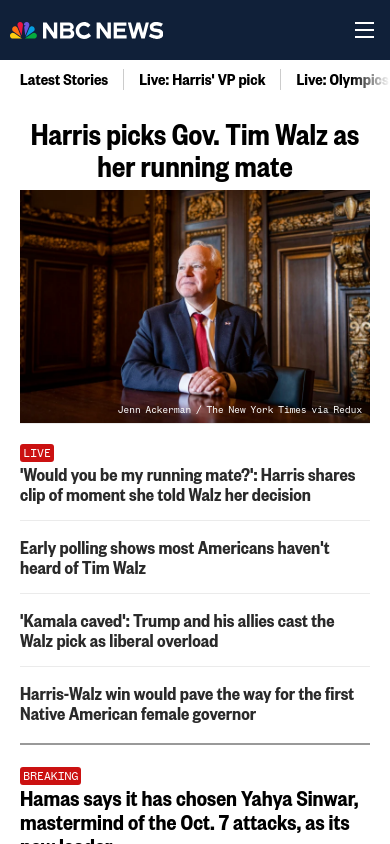 NBC NEWS
Latest Stories
Live: Harris' VP pick
Live: Olympics
Harris picks Gov. Tim Walz as
her running mate
Jenn Ackerman / The New York Times via Redux
LIVE
'Would you be my running mate?': Harris shares
clip of moment she told Walz her decision
Early polling shows most Americans haven't
heard of Tim Walz
'Kamala caved': Trump and his allies cast the
Walz pick as liberal overload
Harris-Walz win would pave the way for the first
Native American female governor
BREAKING
Hamas says it has chosen Yahya Sinwar,
mastermind of the Oct. 7 attacks, as its
new leader